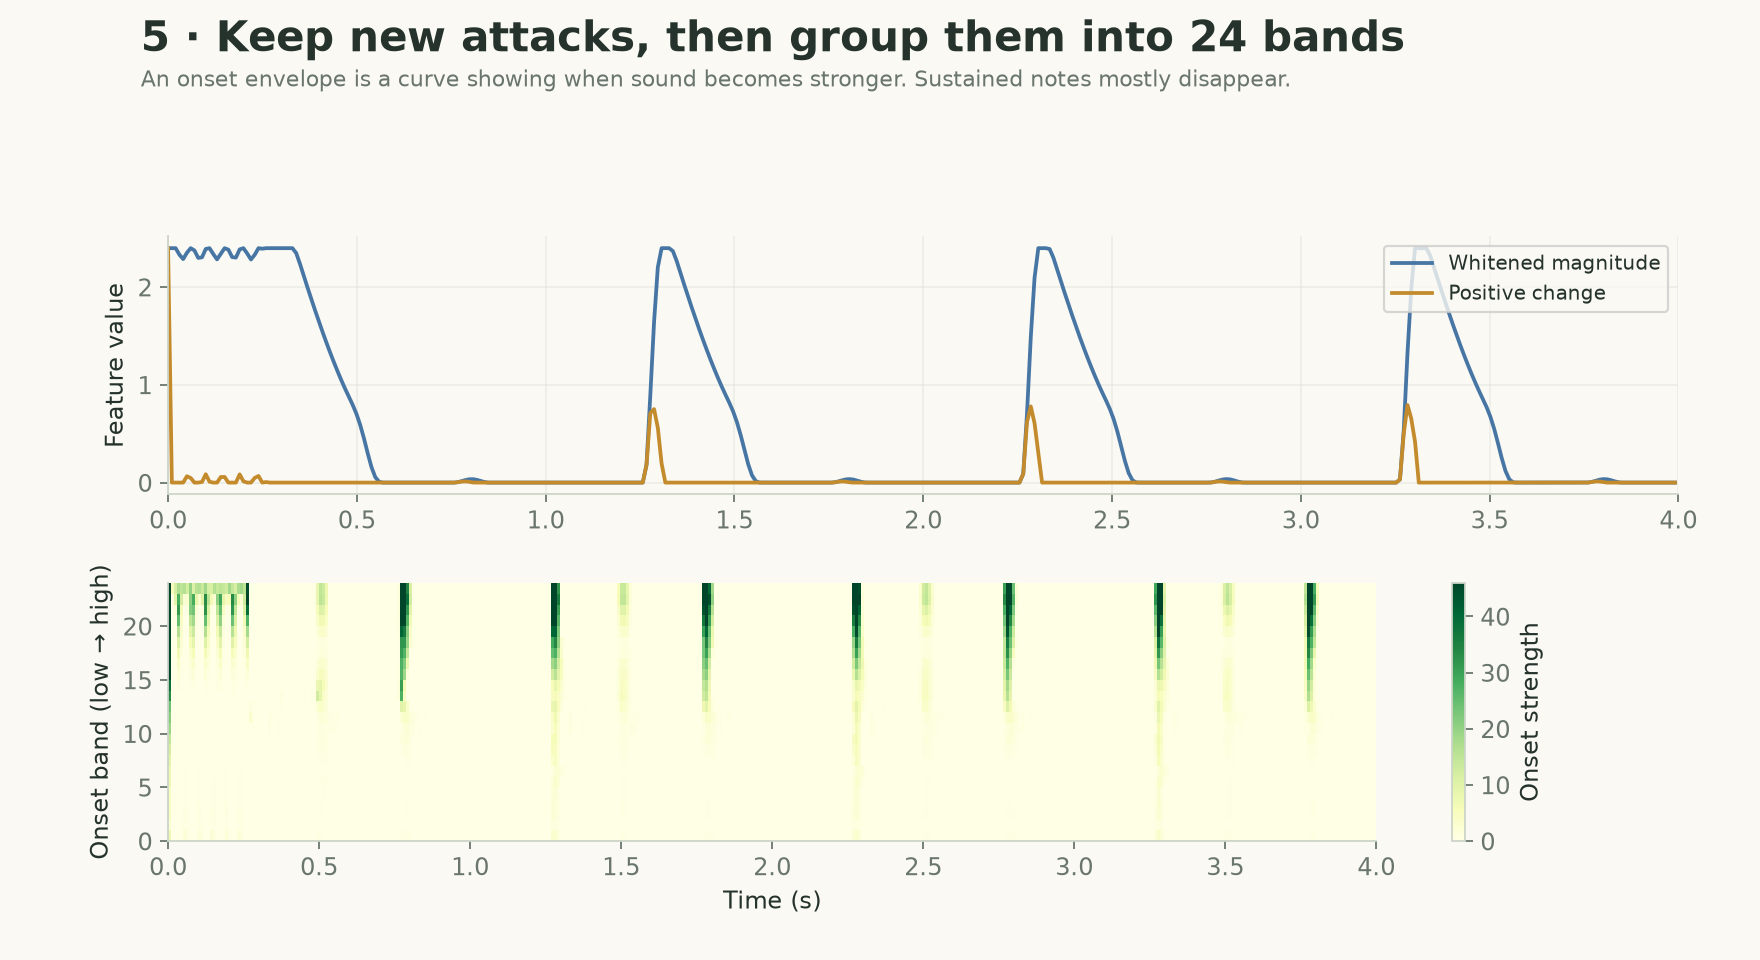 5 · Keep new attacks, then group them into 24 bands
An onset envelope is a curve showing when sound becomes stronger. Sustained notes mostly disappear.
Feature value
2
1
0
Whitened magnitude
Positive change
0.0 0.5 1.0 1.5 2.0 2.5 3.0 3.5 4.0
Onset band (low → high)
20
15
10
5
0
0.0 0.5 1.0 1.5 2.0 2.5 3.0 3.5 4.0
Time (s)
40
30
20
10
0
Onset strength